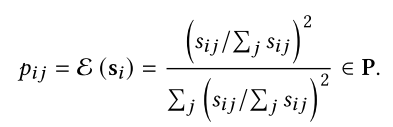 p_{ij} = \mathcal{E}(\mathbf{s}_i) = \frac{\left(s_{ij}/\sum_j s_{ij}\right)^2}{\sum_j \left(s_{ij}/\sum_j s_{ij}\right)^2} \in \mathbf{P}.